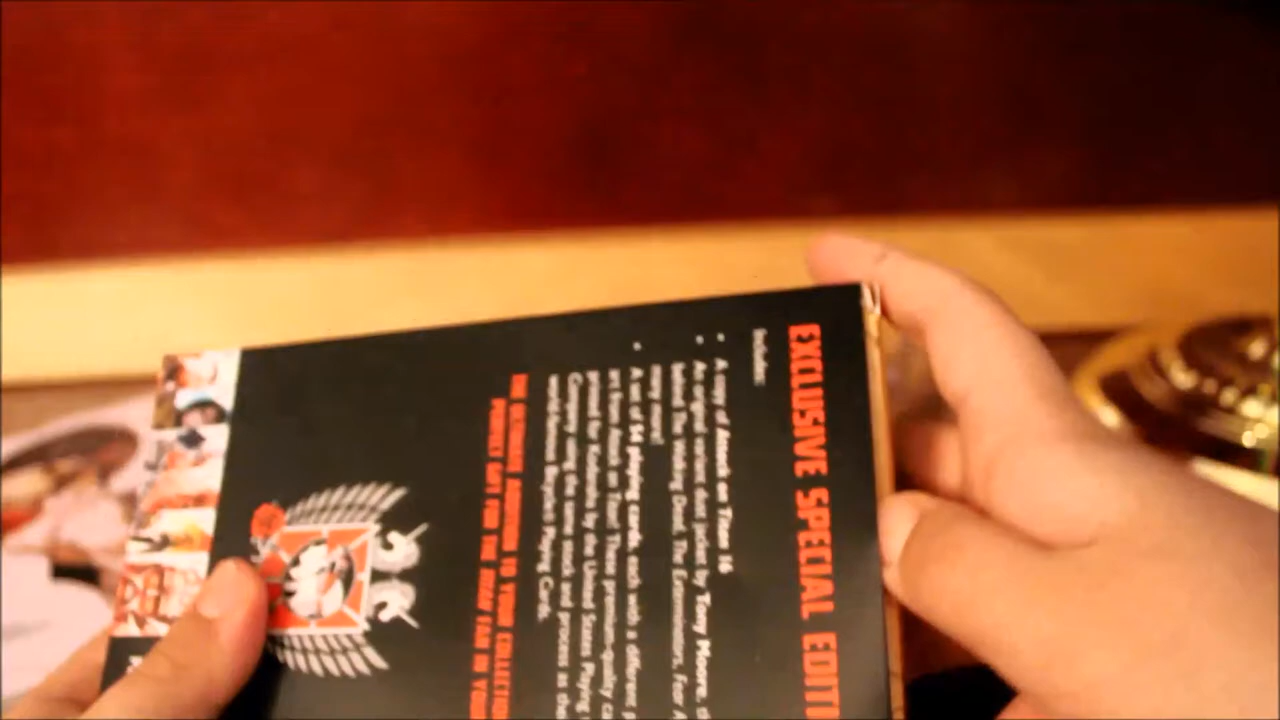 EXCLUSIVE SPECIAL EDITI
Includes:
• A copy of Attack on Titan 16
• An original variant dust jacket by Tony Moore, th
behind The Walking Dead, The Exterminators, Fear A
many more!
• A set of 54 playing cards, each with a different p
art from Attack on Titan! These premium-quality ca
printed for Kodansha by the United States Playing
Company using the same stock and process as the
world-famous Bicycle® Playing Cards.
THE ULTIMATE ADDITION TO YOUR COLLECTION
PERFECT GIFT FOR THE NEW FAN IN YOUR